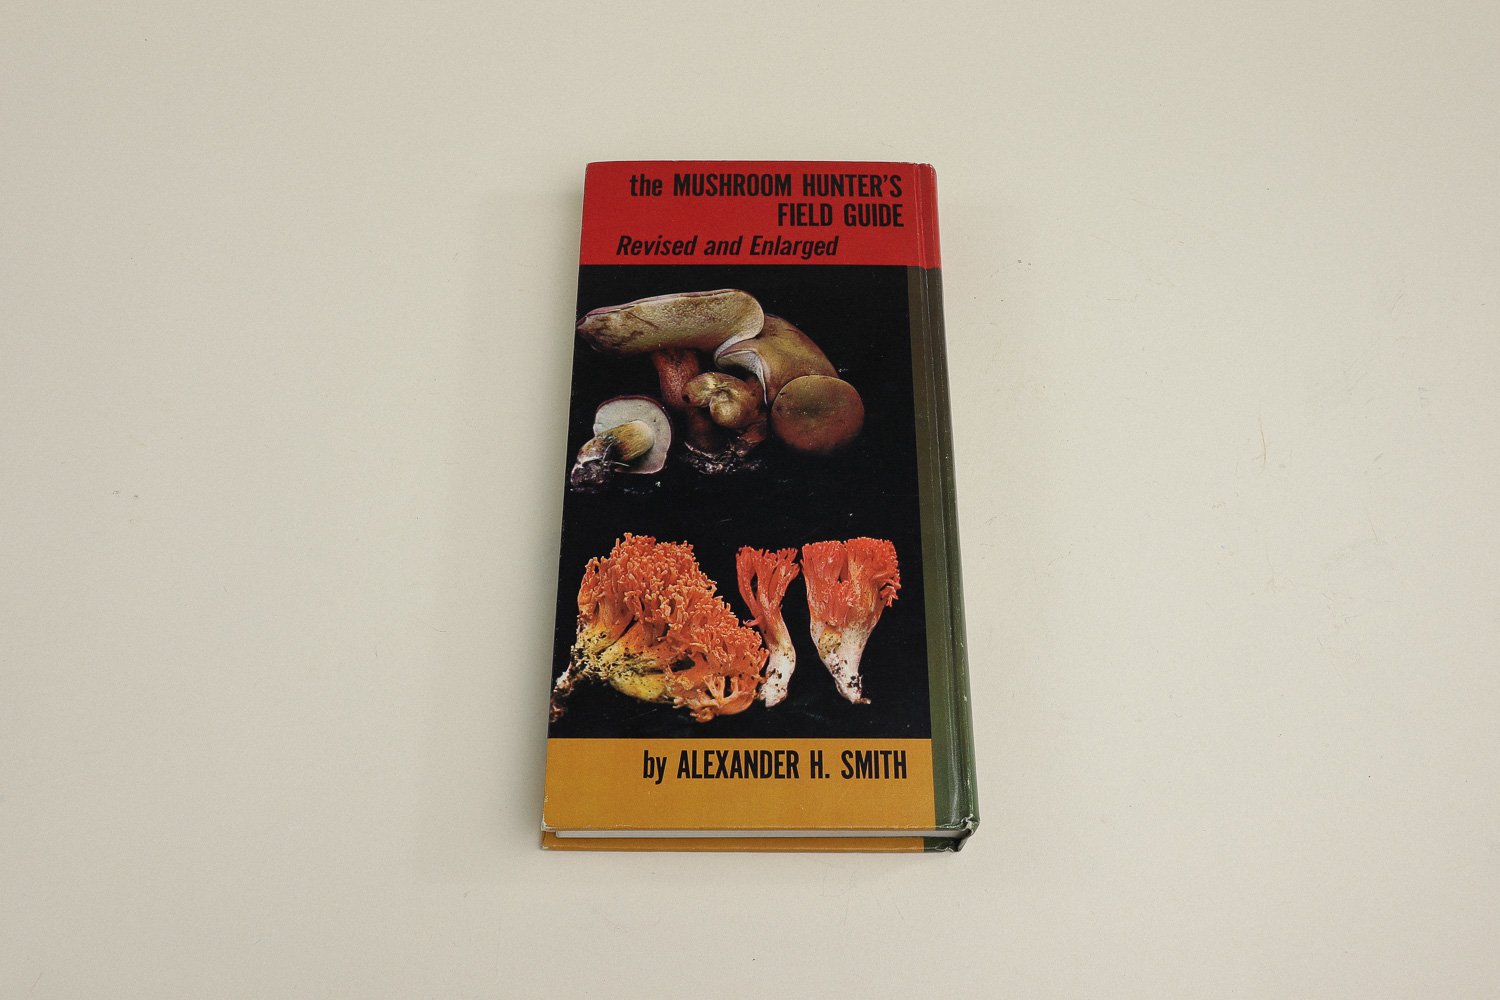 the MUSHROOM HUNTER'S
FIELD GUIDE
Revised and Enlarged
by ALEXANDER H. SMITH